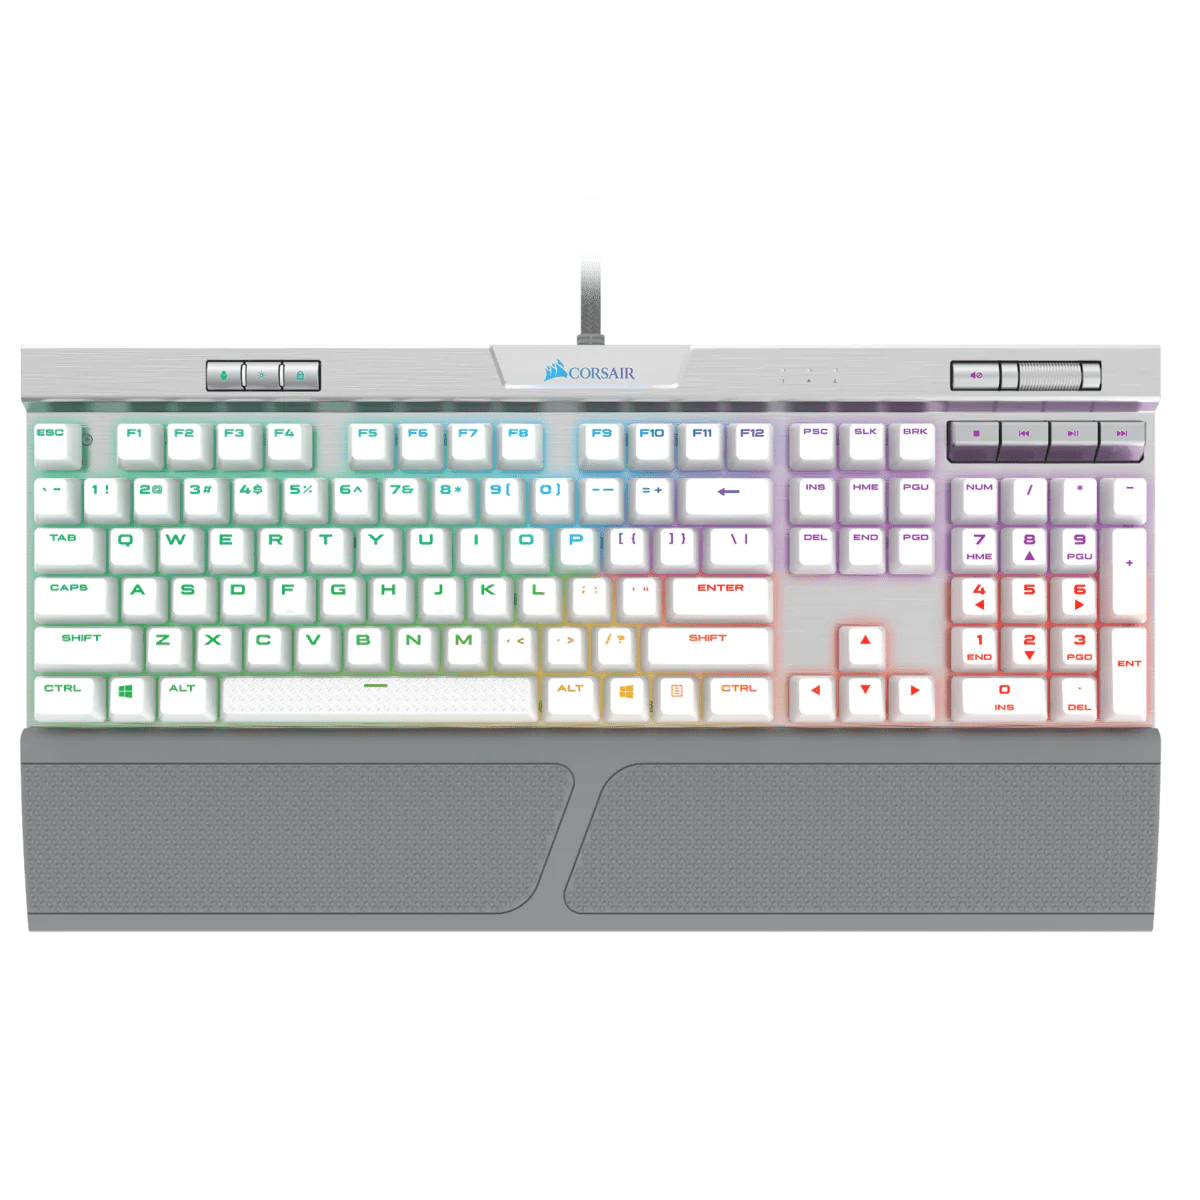 CORSAIR
ESC F1 F2 F3 F4 F5 F6 F7 F8 F9 F10 F11 F12 PSC SLK BRK
` ~ 1 ! 2 @ 3 # 4 $ 5 % 6 ^ 7 & 8 * 9 ( 0 ) - – = + INS HME PGU NUM / * -
TAB Q W E R T Y U I O P [ { ] } \ | DEL END PGD 7 HME 8 9 PGU +
CAPS A S D F G H J K L ; : ' " ENTER 4 5 6
SHIFT Z X C V B N M , < . > / ? SHIFT 1 END 2 3 PGD ENT
CTRL ALT ALT CTRL 0 INS . DEL